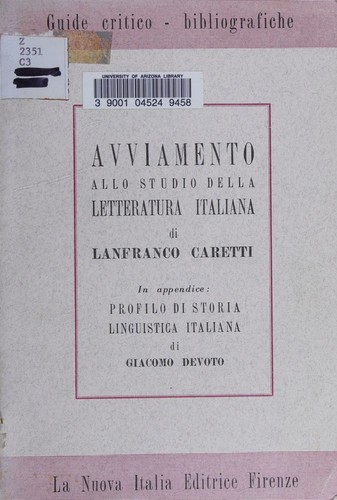 Guide critico - bibliografiche
Z
2351
C3
UNIVERSITY OF ARIZONA LIBRARY
3 9001 04524 9458
AVVIAMENTO
ALLO STUDIO DELLA
LETTERATURA ITALIANA
di
LANFRANCO CARETTI
In appendice:
PROFILO DI STORIA
LINGUISTICA ITALIANA
di
GIACOMO DEVOTO
La Nuova Italia Editrice Firenze